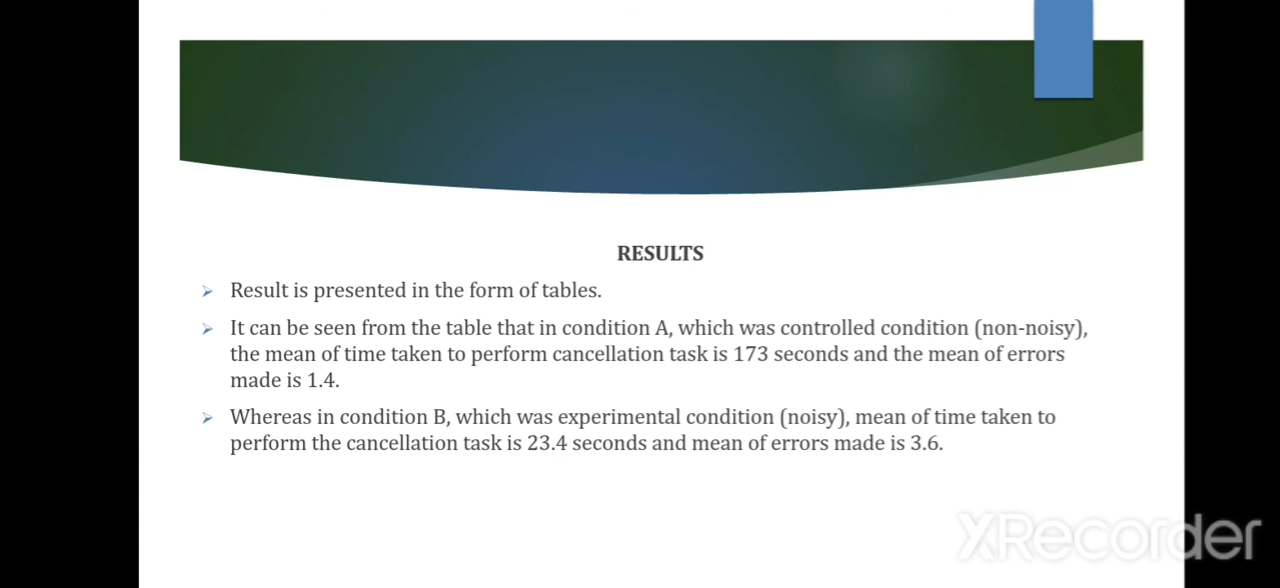 RESULTS
Result is presented in the form of tables.
It can be seen from the table that in condition A, which was controlled condition (non-noisy),
the mean of time taken to perform cancellation task is 173 seconds and the mean of errors
made is 1.4.
Whereas in condition B, which was experimental condition (noisy), mean of time taken to
perform the cancellation task is 23.4 seconds and mean of errors made is 3.6.
XRecorder